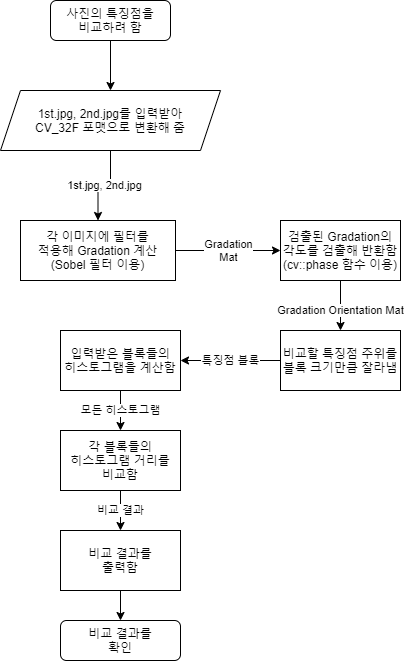 사진의 특징점을
비교하려 함
1st.jpg, 2nd.jpg를 입력받아
CV_32F 포맷으로 변환해 줌
1st.jpg, 2nd.jpg
각 이미지에 필터를
적용해 Gradation 계산
(Sobel 필터 이용)
Gradation
Mat
검출된 Gradation의
각도를 검출해 반환함
(cv::phase 함수 이용)
Gradation Orientation Mat
비교할 특징점 주위를
블록 크기만큼 잘라냄
특징점 블록
입력받은 블록들의
히스토그램을 계산함
모든 히스토그램
각 블록들의
히스토그램 거리를
비교함
비교 결과
비교 결과를
출력함
비교 결과를
확인